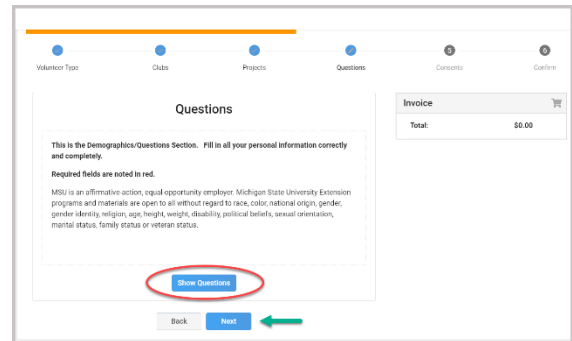 Volunteer Type
Clubs
Projects
Questions
5
Consents
6
Confirm
Questions
This is the Demographics/Questions Section. Fill in all your personal information correctly
and completely.
Required fields are noted in red.
MSU is an affirmative-action, equal-opportunity employer. Michigan State University Extension
programs and materials are open to all without regard to race, color, national origin, gender,
gender identity, religion, age, height, weight, disability, political beliefs, sexual orientation,
marital status, family status or veteran status.
Show Questions
Back
Next
Invoice
Total: $0.00